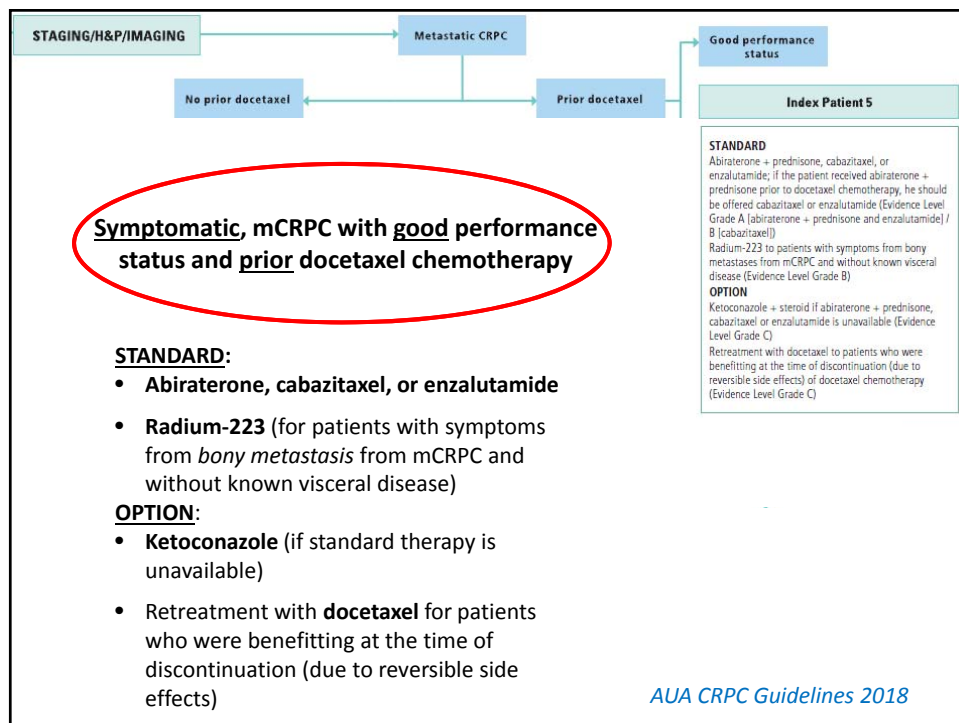 STAGING/H&P/IMAGING
Metastatic CRPC
Good performance
status
No prior docetaxel
Prior docetaxel
Index Patient 5
STANDARD
Abiraterone + prednisone, cabazitaxel, or
enzalutamide; if the patient received abiraterone +
prednisone prior to docetaxel chemotherapy, he should
be offered cabazitaxel or enzalutamide (Evidence Level
Grade A [abiraterone + prednisone and enzalutamide] /
B [cabazitaxel])
Radium-223 to patients with symptoms from bony
metastases from mCRPC and without known visceral
disease (Evidence Level Grade B)
OPTION
Ketoconazole + steroid if abiraterone + prednisone,
cabazitaxel or enzalutamide is unavailable (Evidence
Level Grade C)
Retreatment with docetaxel to patients who were
benefitting at the time of discontinuation (due to
reversible side effects) of docetaxel chemotherapy
(Evidence Level Grade C)
Symptomatic, mCRPC with good performance
status and prior docetaxel chemotherapy
STANDARD:
• Abiraterone, cabazitaxel, or enzalutamide
• Radium-223 (for patients with symptoms
from bony metastasis from mCRPC and
without known visceral disease)
OPTION:
• Ketoconazole (if standard therapy is
unavailable)
• Retreatment with docetaxel for patients
who were benefitting at the time of
discontinuation (due to reversible side
effects)
AUA CRPC Guidelines 2018